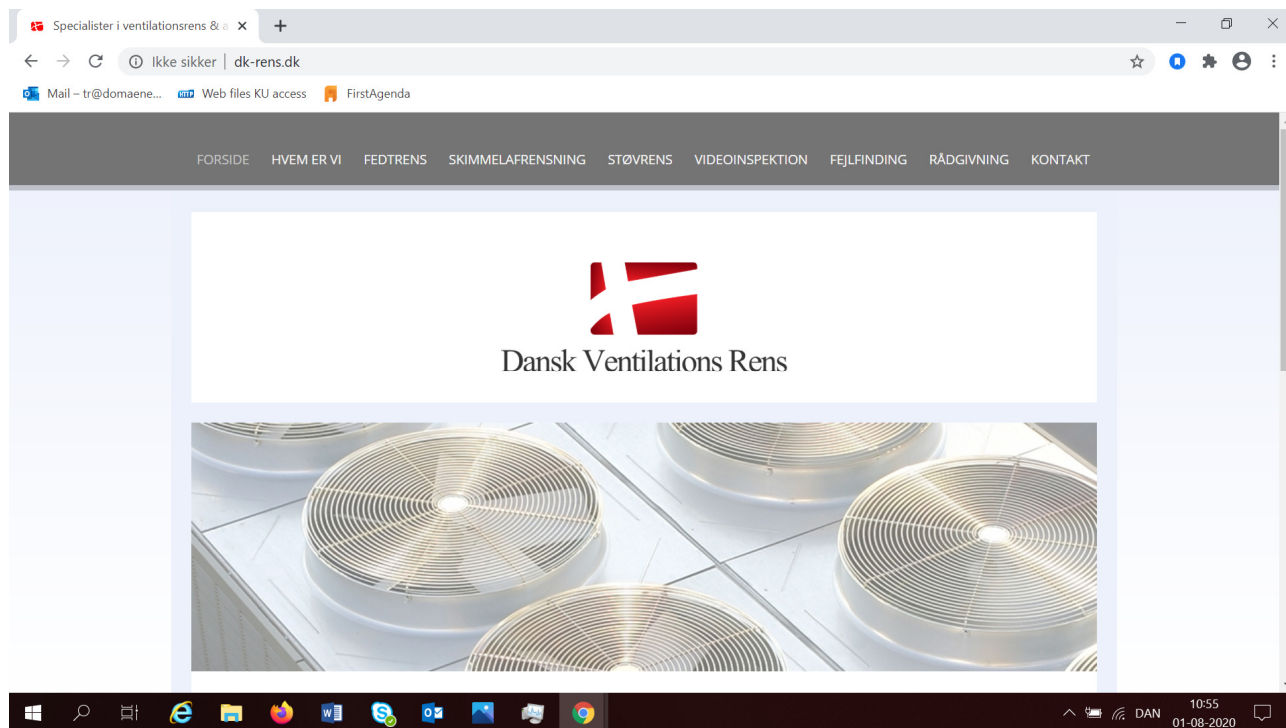 Specialister i ventilationsrens & a
Ikke sikker | dk-rens.dk
Mail – tr@domaene... Web files KU access FirstAgenda
FORSIDE HVEM ER VI FEDTRENS SKIMMELAFRENSNING STØVRENS VIDEOINSPEKTION FEJLFINDING RÅDGIVNING KONTAKT
Dansk Ventilations Rens
DAN
10:55
01-08-2020